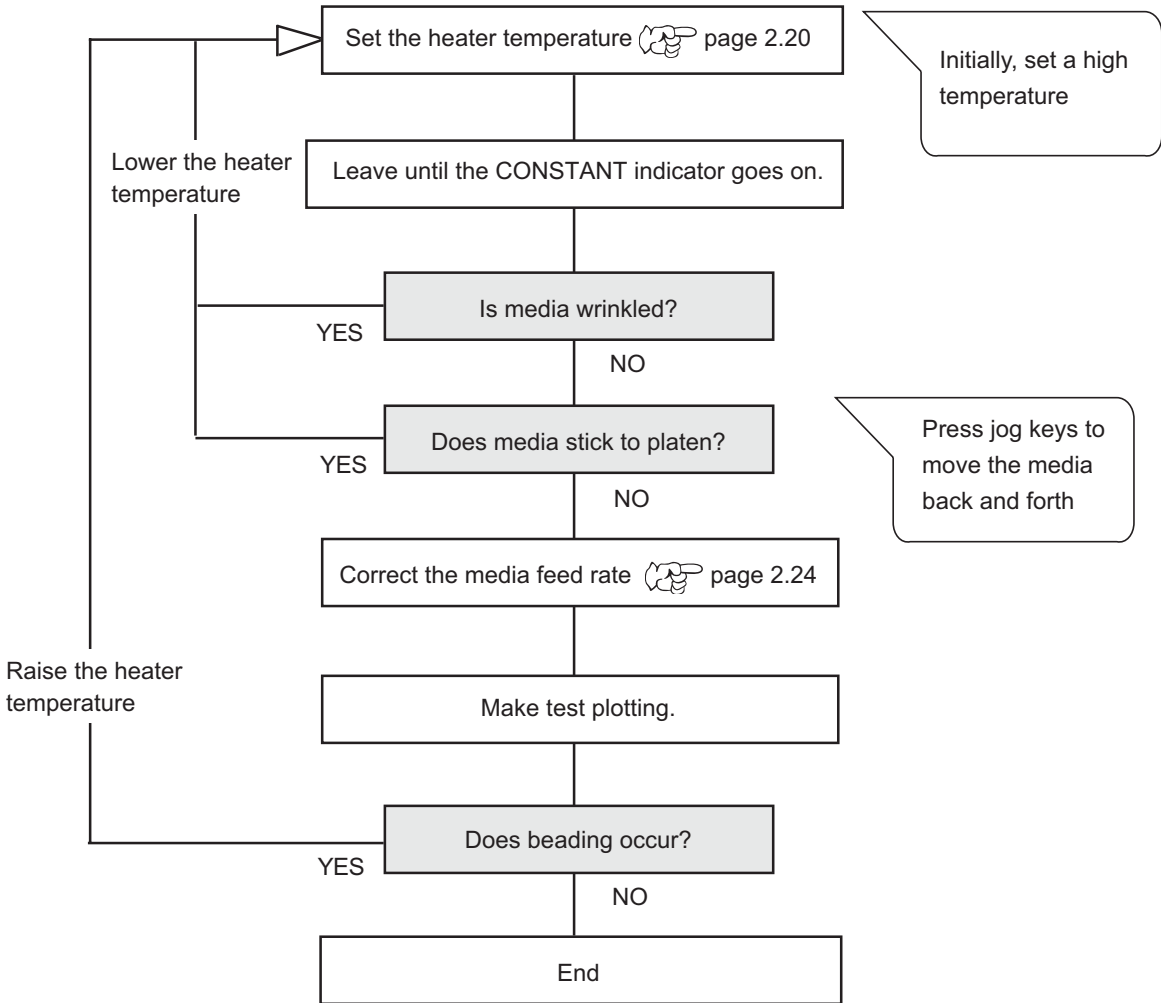 Set the heater temperature page 2.20
Initially, set a high
temperature
Lower the heater
temperature
Leave until the CONSTANT indicator goes on.
Is media wrinkled?
YES
NO
Does media stick to platen?
YES
NO
Press jog keys to
move the media
back and forth
Correct the media feed rate page 2.24
Raise the heater
temperature
Make test plotting.
Does beading occur?
YES
NO
End